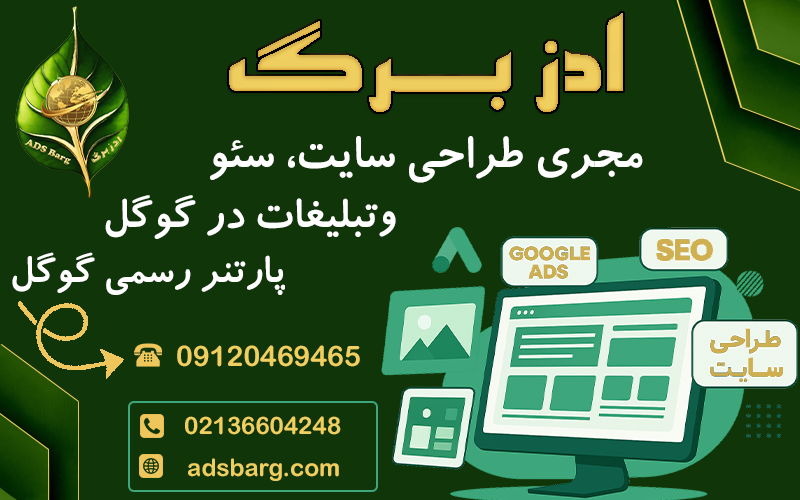 ادز برگ
ADS Barg ادز برگ
مجری طراحی سایت، سئو
وتبلیغات در گوگل
پارتنر رسمی گوگل
GOOGLE
ADS
SEO
طراحی
سایت
09120469465
02136604248
adsbarg.com